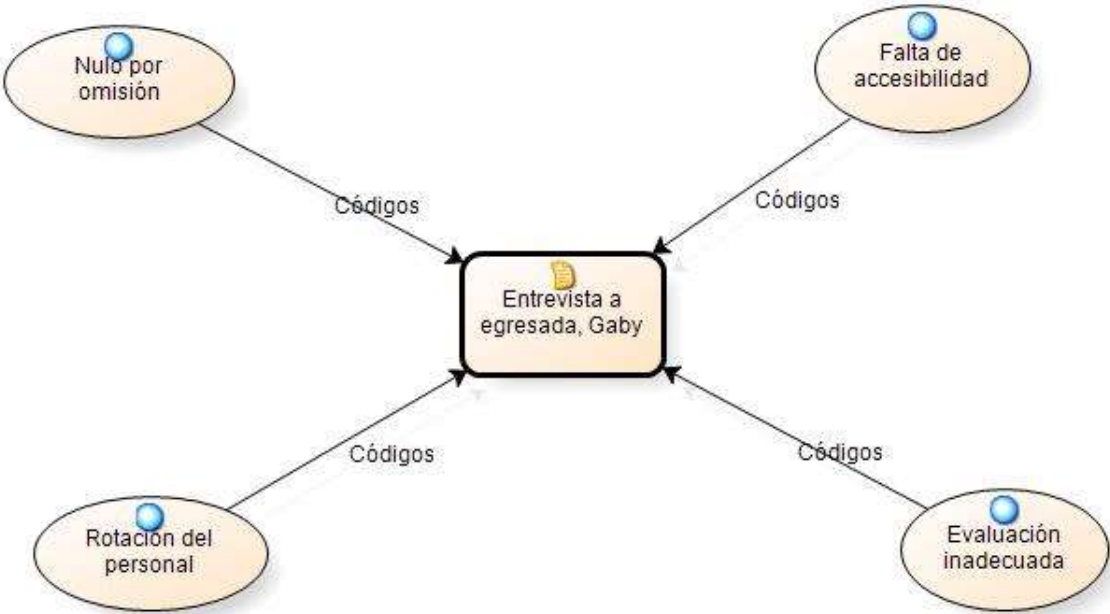 Nulo por
omisión
Falta de
accesibilidad
Códigos
Códigos
Entrevista a
egresada, Gaby
Códigos
Códigos
Rotación del
personal
Evaluación
inadecuada